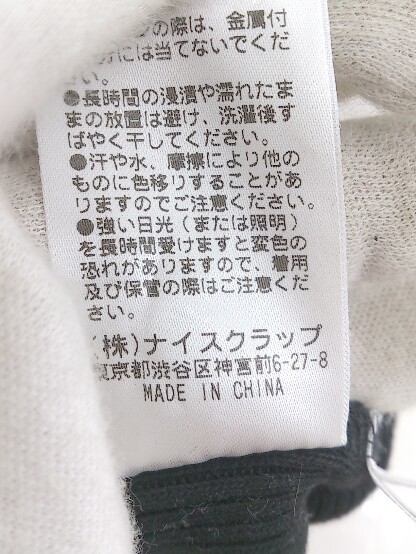 の際は、金属付
には当てないでくだ
さい。
●長時間の浸漬や濡れたま
まの放置は避け、洗濯後す
ばやく干してください。
●汗や水、摩擦により他の
ものに色移りすることがあ
りますのでご注意ください。
●強い日光（または照明）
を長時間受けますと変色の
恐れがありますので、着用
及び保管の際はご注意くだ
さい。
(株)ナイスクラップ
東京都渋谷区神宮前6-27-8
MADE IN CHINA